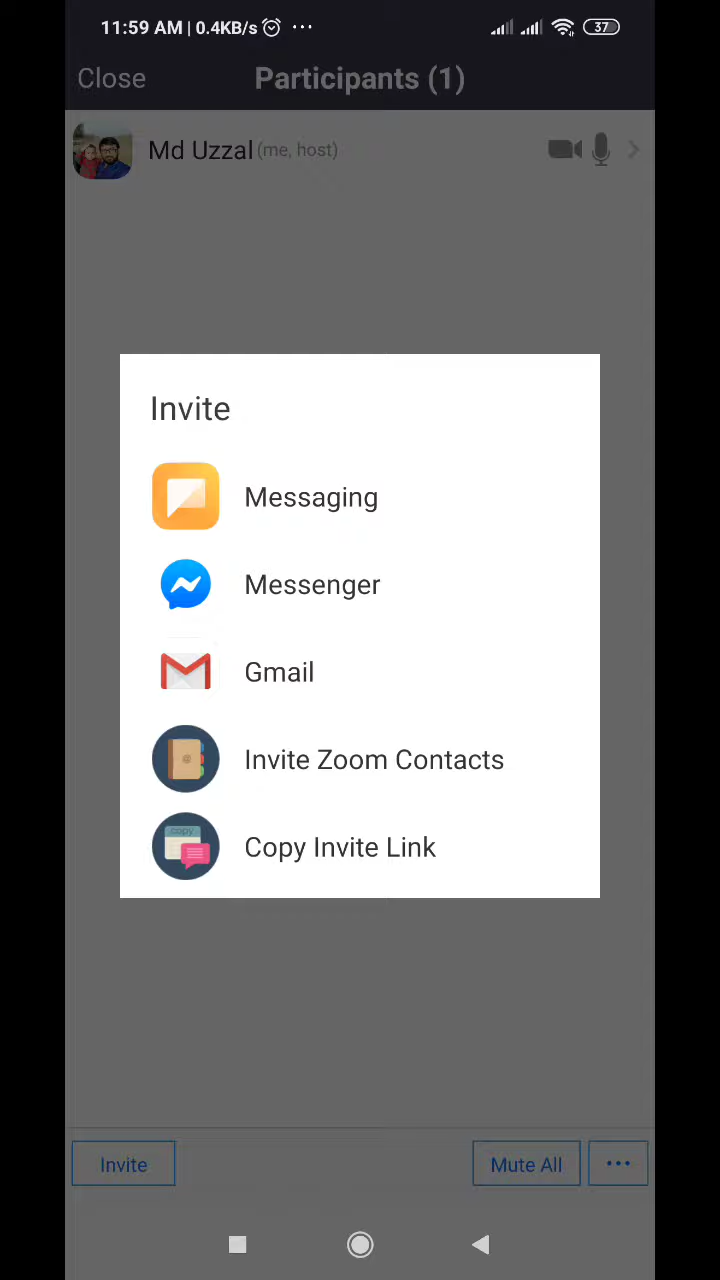 11:59 AM | 0.4KB/s ... 37
Close Participants (1)
Md Uzzal (me, host)
Invite
Messaging
Messenger
Gmail
Invite Zoom Contacts
copy
Copy Invite Link
Invite Mute All ...